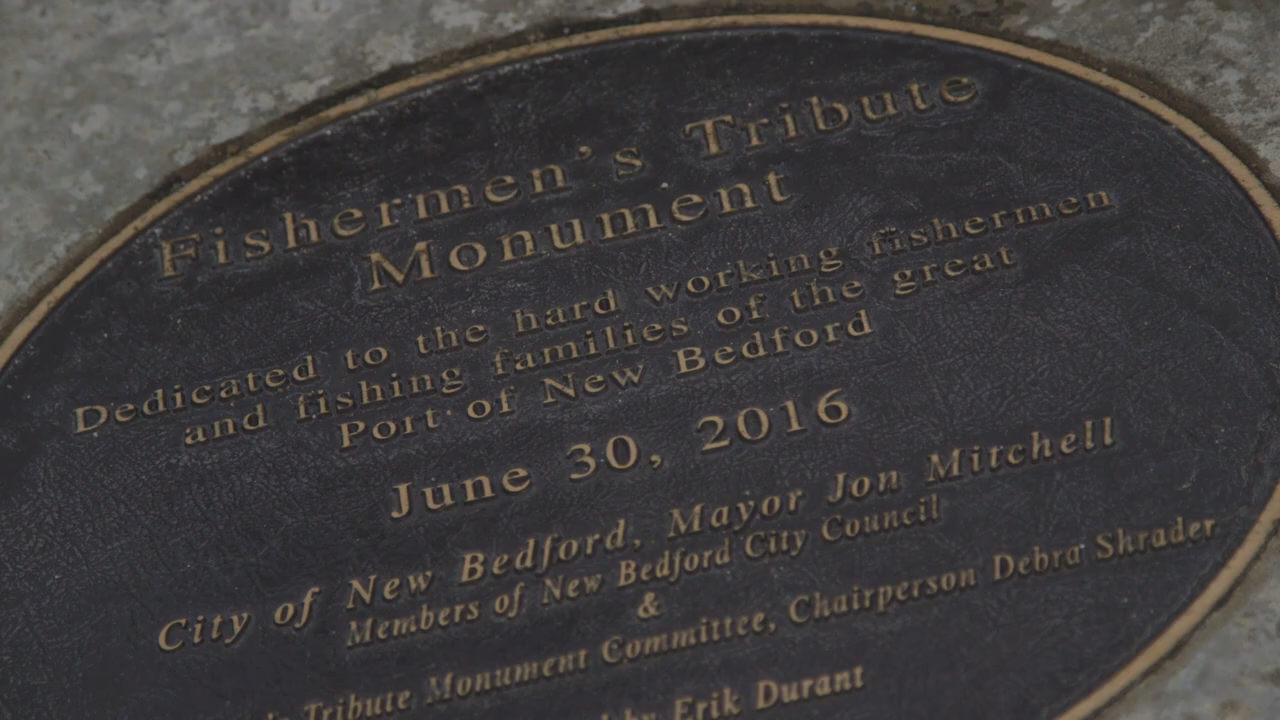 Fishermen's Tribute
Monument
Dedicated to the hard working fishermen
and fishing families of the great
Port of New Bedford
June 30, 2016
City of New Bedford, Mayor Jon Mitchell
Members of New Bedford City Council
&
Tribute Monument Committee, Chairperson Debra Shrader
by Erik Durant